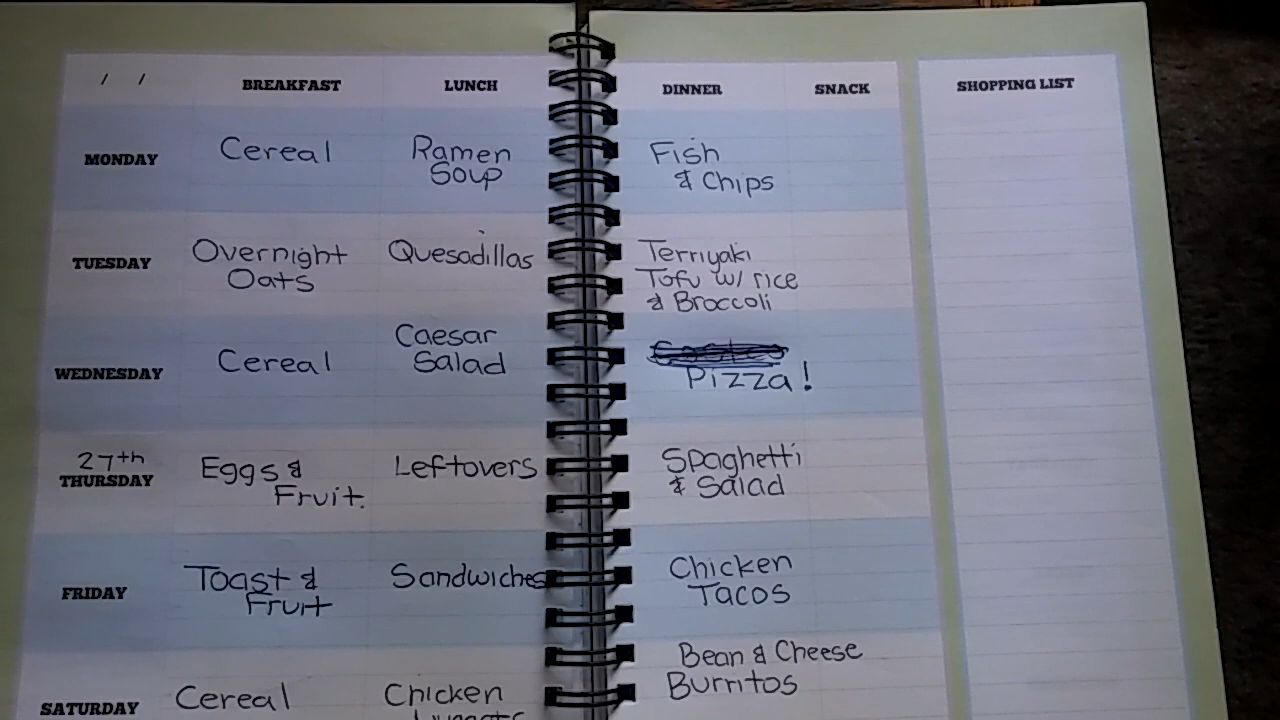 / / BREAKFAST LUNCH DINNER SNACK SHOPPING LIST
MONDAY
Cereal
Ramen
Soup
Fish
& Chips
TUESDAY
Overnight
Oats
Quesadillas
Terriyaki
Tofu w/ rice
& Broccoli
WEDNESDAY
Cereal
Caesar
Salad
Pizza!
27th
THURSDAY
Eggs &
Fruit.
Leftovers
Spaghetti
& Salad
FRIDAY
Toast &
Fruit
Sandwiches
Chicken
Tacos
SATURDAY
Cereal
Chicken
Bean & Cheese
Burritos